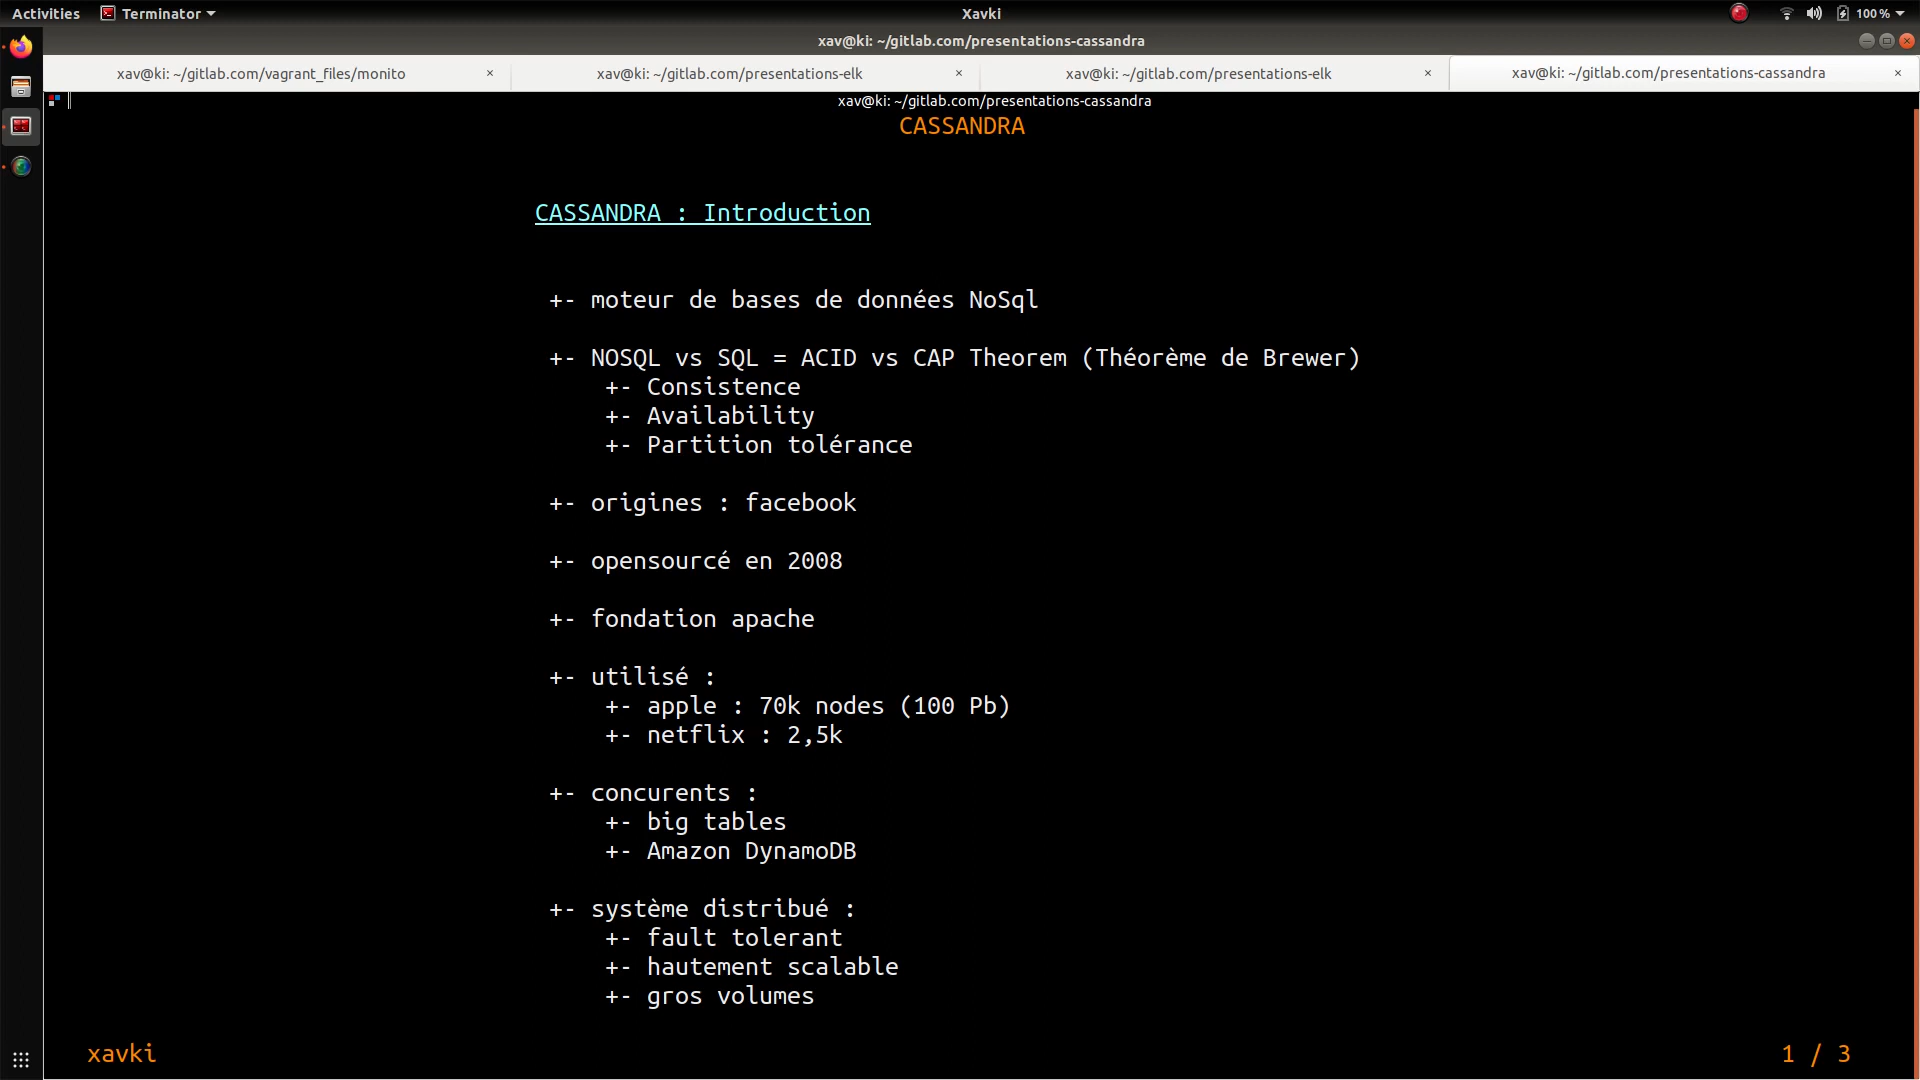 Activities Terminator Xavki 100%
xav@ki: ~/gitlab.com/presentations-cassandra
xav@ki: ~/gitlab.com/vagrant_files/monito × xav@ki: ~/gitlab.com/presentations-elk × xav@ki: ~/gitlab.com/presentations-elk × xav@ki: ~/gitlab.com/presentations-cassandra ×
xav@ki: ~/gitlab.com/presentations-cassandra
CASSANDRA
CASSANDRA : Introduction
+- moteur de bases de données NoSql
+- NOSQL vs SQL = ACID vs CAP Theorem (Théorème de Brewer)
+- Consistence
+- Availability
+- Partition tolérance
+- origines : facebook
+- opensourcé en 2008
+- fondation apache
+- utilisé :
+- apple : 70k nodes (100 Pb)
+- netflix : 2,5k
+- concurents :
+- big tables
+- Amazon DynamoDB
+- système distribué :
+- fault tolerant
+- hautement scalable
+- gros volumes
xavki 1 / 3